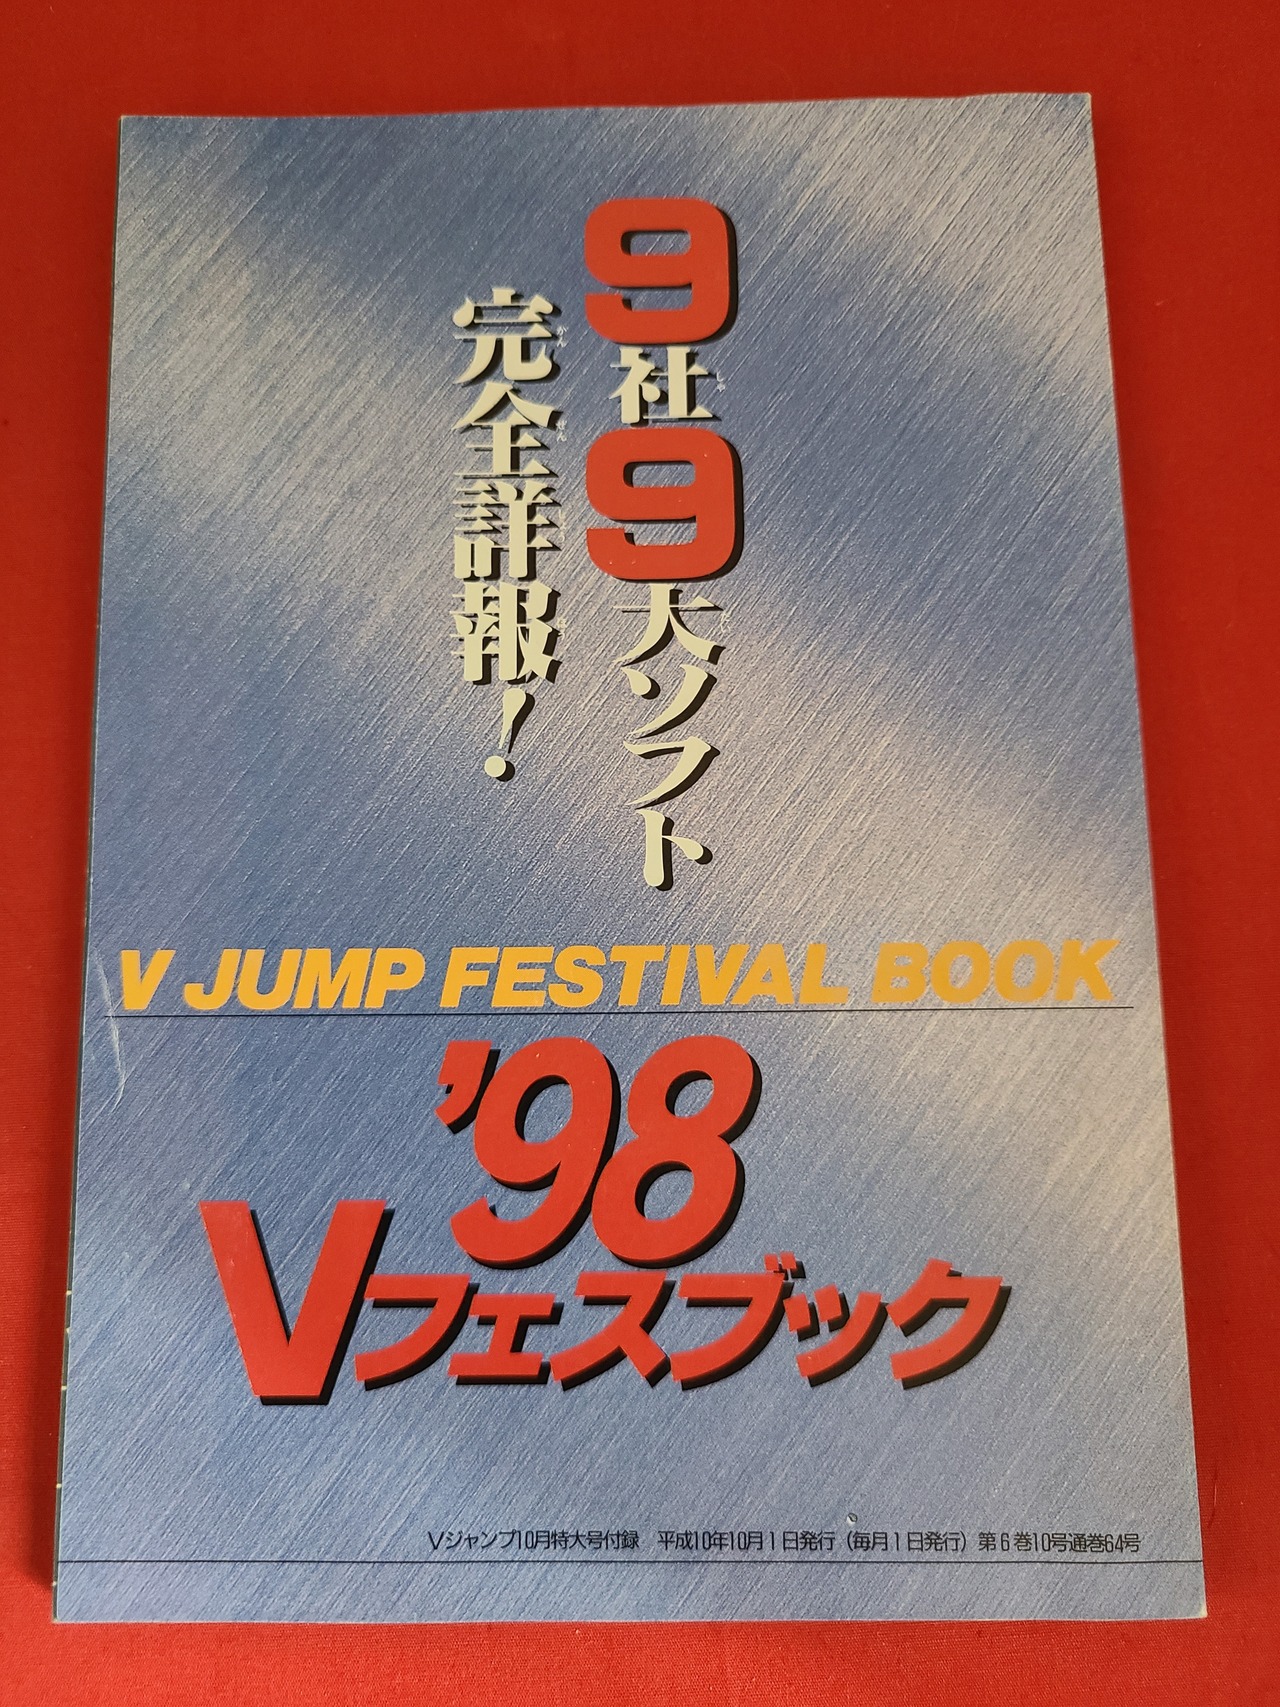 9社9大ソフト
完全詳報!
V JUMP FESTIVAL BOOK
'98
Vフェスブック
Vジャンプ10月特大号付録 平成10年10月1日発行(毎月1日発行)第6巻10号通巻64号